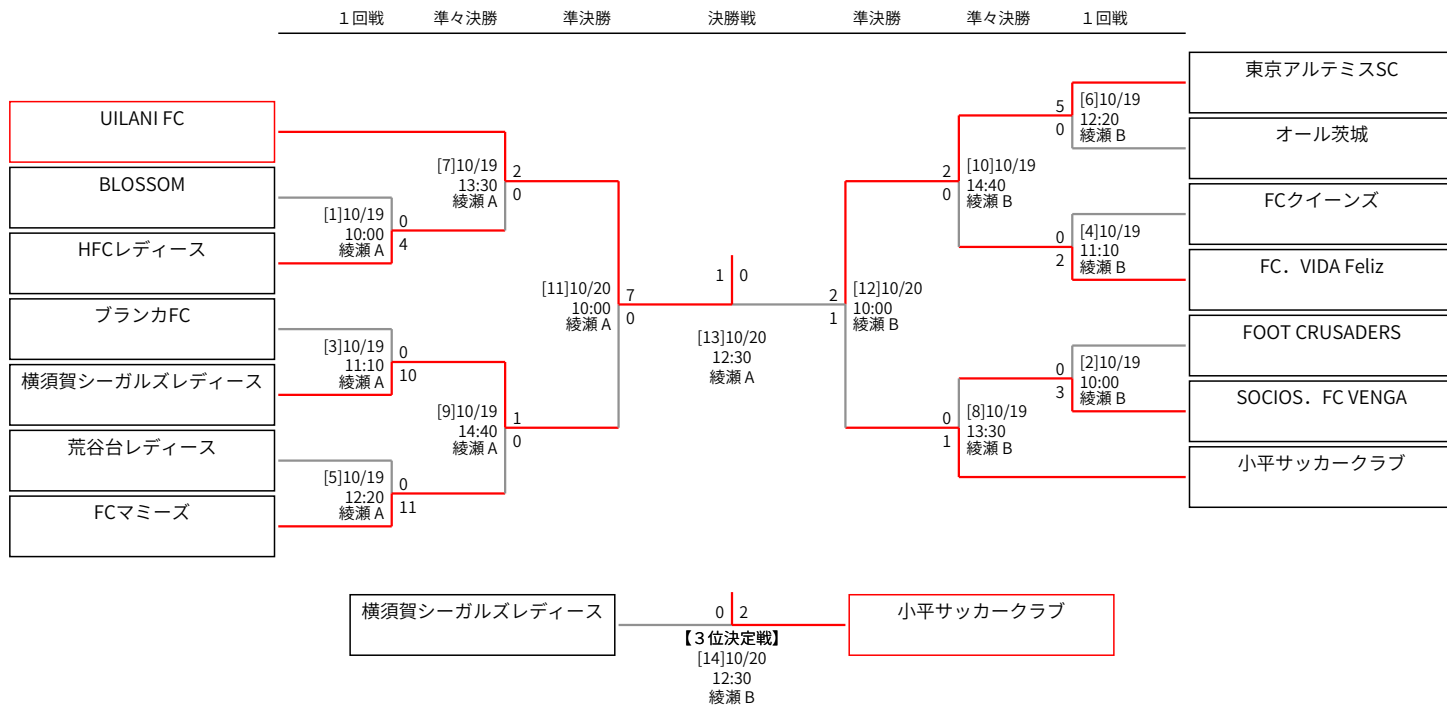 １回戦 準々決勝 準決勝 決勝戦 準決勝 準々決勝 １回戦
UILANI FC
BLOSSOM
HFCレディース
ブランカFC
横須賀シーガルズレディース
荒谷台レディース
FCマミーズ
[1]10/19
10:00
綾瀬 A
0
4
[3]10/19
11:10
綾瀬 A
0
10
[5]10/19
12:20
綾瀬 A
0
11
[7]10/19
13:30
綾瀬 A
2
0
[9]10/19
14:40
綾瀬 A
1
0
[11]10/20
10:00
綾瀬 A
7
0
1 0
[13]10/20
12:30
綾瀬 A
2
1
[12]10/20
10:00
綾瀬 B
2
0
[10]10/19
14:40
綾瀬 B
0
1
[8]10/19
13:30
綾瀬 B
5
0
[6]10/19
12:20
綾瀬 B
0
2
[4]10/19
11:10
綾瀬 B
0
3
[2]10/19
10:00
綾瀬 B
東京アルテミスSC
オール茨城
FCクイーンズ
FC．VIDA Feliz
FOOT CRUSADERS
SOCIOS．FC VENGA
小平サッカークラブ
横須賀シーガルズレディース
0 2
小平サッカークラブ
【３位決定戦】
[14]10/20
12:30
綾瀬 B